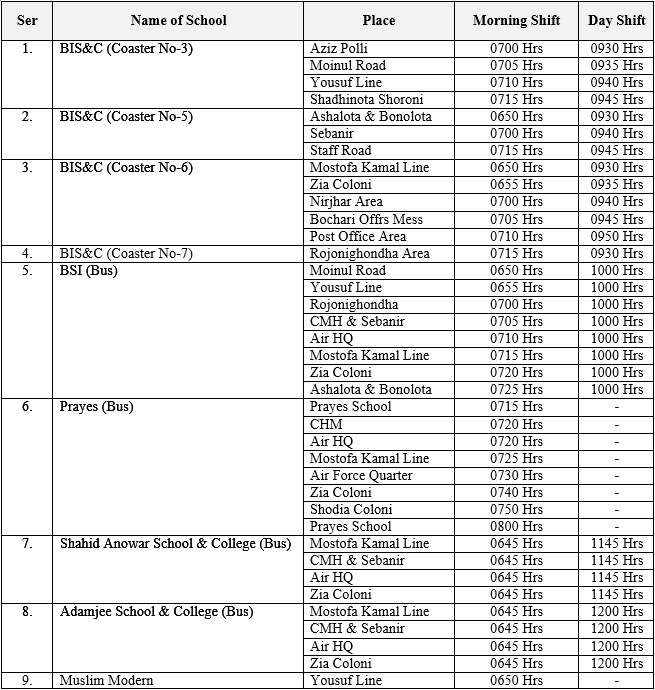 Ser Name of School Place Morning Shift Day Shift
1. BIS&C (Coaster No-3) Aziz Polli 0700 Hrs 0930 Hrs
Moinul Road 0705 Hrs 0935 Hrs
Yousuf Line 0710 Hrs 0940 Hrs
Shadhinota Shoroni 0715 Hrs 0945 Hrs
2. BIS&C (Coaster No-5) Ashalota & Bonolota 0650 Hrs 0930 Hrs
Sebanir 0700 Hrs 0940 Hrs
Staff Road 0715 Hrs 0945 Hrs
3. BIS&C (Coaster No-6) Mostofa Kamal Line 0650 Hrs 0930 Hrs
Zia Coloni 0655 Hrs 0935 Hrs
Nirjhar Area 0700 Hrs 0940 Hrs
Bochari Offrs Mess 0705 Hrs 0945 Hrs
Post Office Area 0710 Hrs 0950 Hrs
4. BIS&C (Coaster No-7) Rojonighondha Area 0715 Hrs 0930 Hrs
5. BSI (Bus) Moinul Road 0650 Hrs 1000 Hrs
Yousuf Line 0655 Hrs 1000 Hrs
Rojonighondha 0700 Hrs 1000 Hrs
CMH & Sebanir 0705 Hrs 1000 Hrs
Air HQ 0710 Hrs 1000 Hrs
Mostofa Kamal Line 0715 Hrs 1000 Hrs
Zia Coloni 0720 Hrs 1000 Hrs
Ashalota & Bonolota 0725 Hrs 1000 Hrs
6. Prayes (Bus) Prayes School 0715 Hrs -
CHM 0720 Hrs -
Air HQ 0720 Hrs -
Mostofa Kamal Line 0725 Hrs -
Air Force Quarter 0730 Hrs -
Zia Coloni 0740 Hrs -
Shodia Coloni 0750 Hrs -
Prayes School 0800 Hrs -
7. Shahid Anowar School & College (Bus) Mostofa Kamal Line 0645 Hrs 1145 Hrs
CMH & Sebanir 0645 Hrs 1145 Hrs
Air HQ 0645 Hrs 1145 Hrs
Zia Coloni 0645 Hrs 1145 Hrs
8. Adamjee School & College (Bus) Mostofa Kamal Line 0645 Hrs 1200 Hrs
CMH & Sebanir 0645 Hrs 1200 Hrs
Air HQ 0645 Hrs 1200 Hrs
Zia Coloni 0645 Hrs 1200 Hrs
9. Muslim Modern Yousuf Line 0650 Hrs -